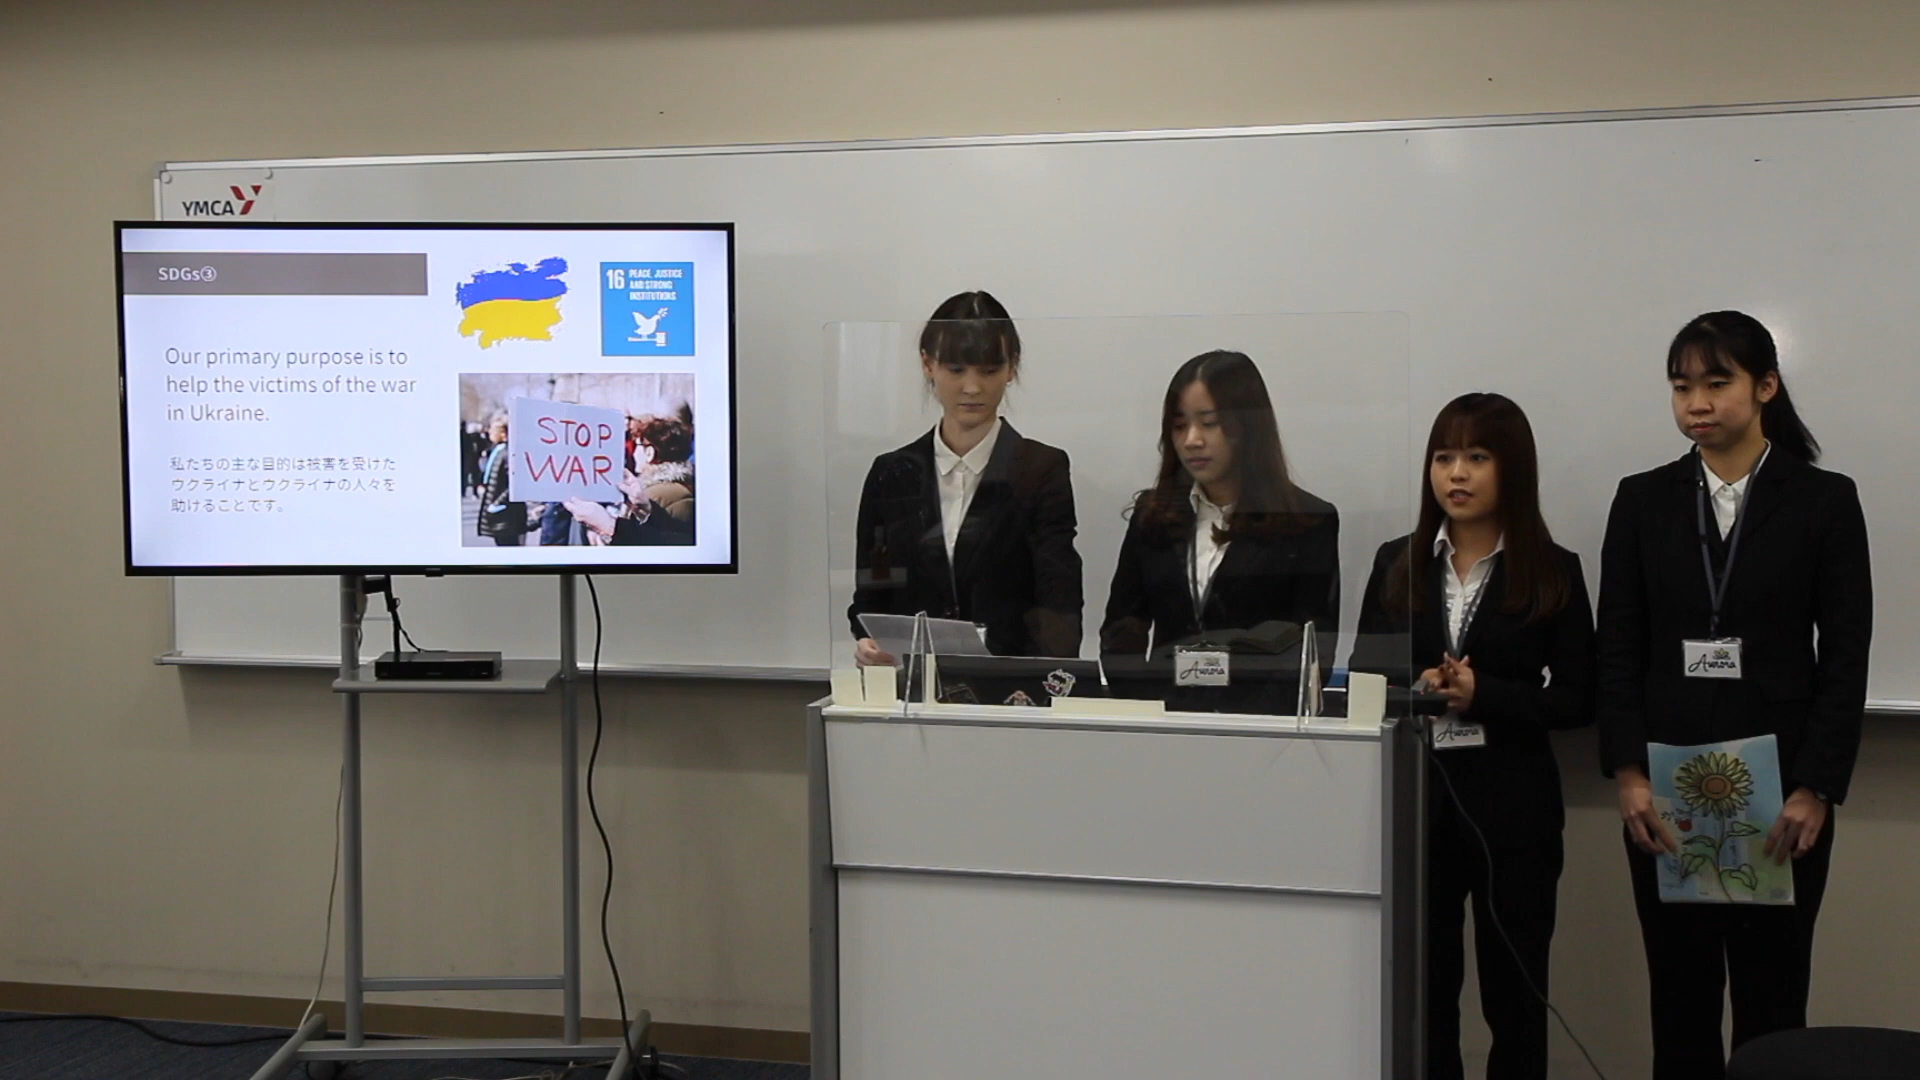 YMCA
SDGs③
16 PEACE, JUSTICE
AND STRONG
INSTITUTIONS
Our primary purpose is to
help the victims of the war
in Ukraine.
私たちの主な目的は被害を受けた
ウクライナとウクライナの人々を
助けることです。
STOP
WAR
Aurora
Aurora
Aurora